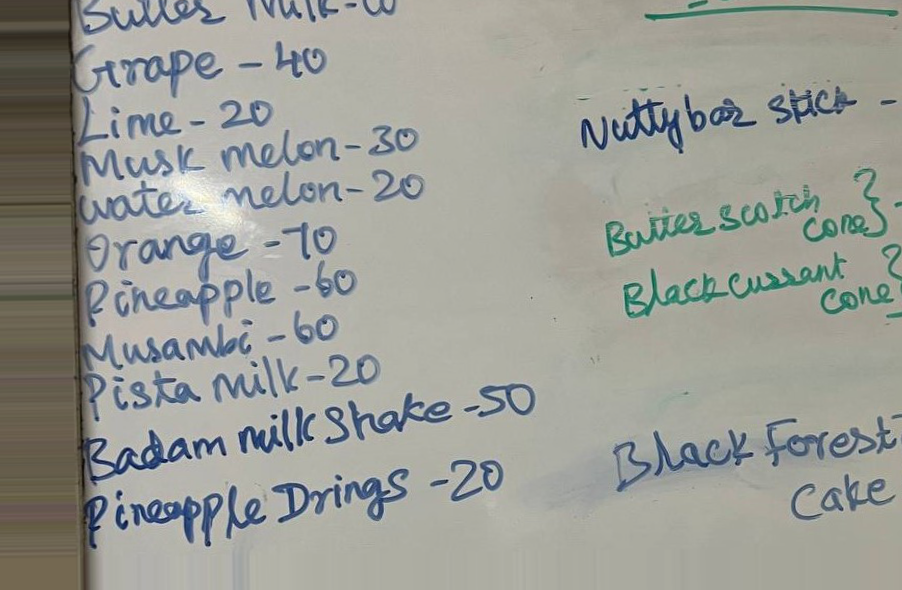 Butter Milk-
Grape - 40
Lime - 20
Musk melon - 30
water melon - 20
Orange - 70
Pineapple - 60
Musambi - 60
Pista milk - 20
Badam milk Shake - 50
Pineapple Drings - 20
Nuttybar stick -
Butter scotch
cone}
Black currant
cone
Black Forest
Cake